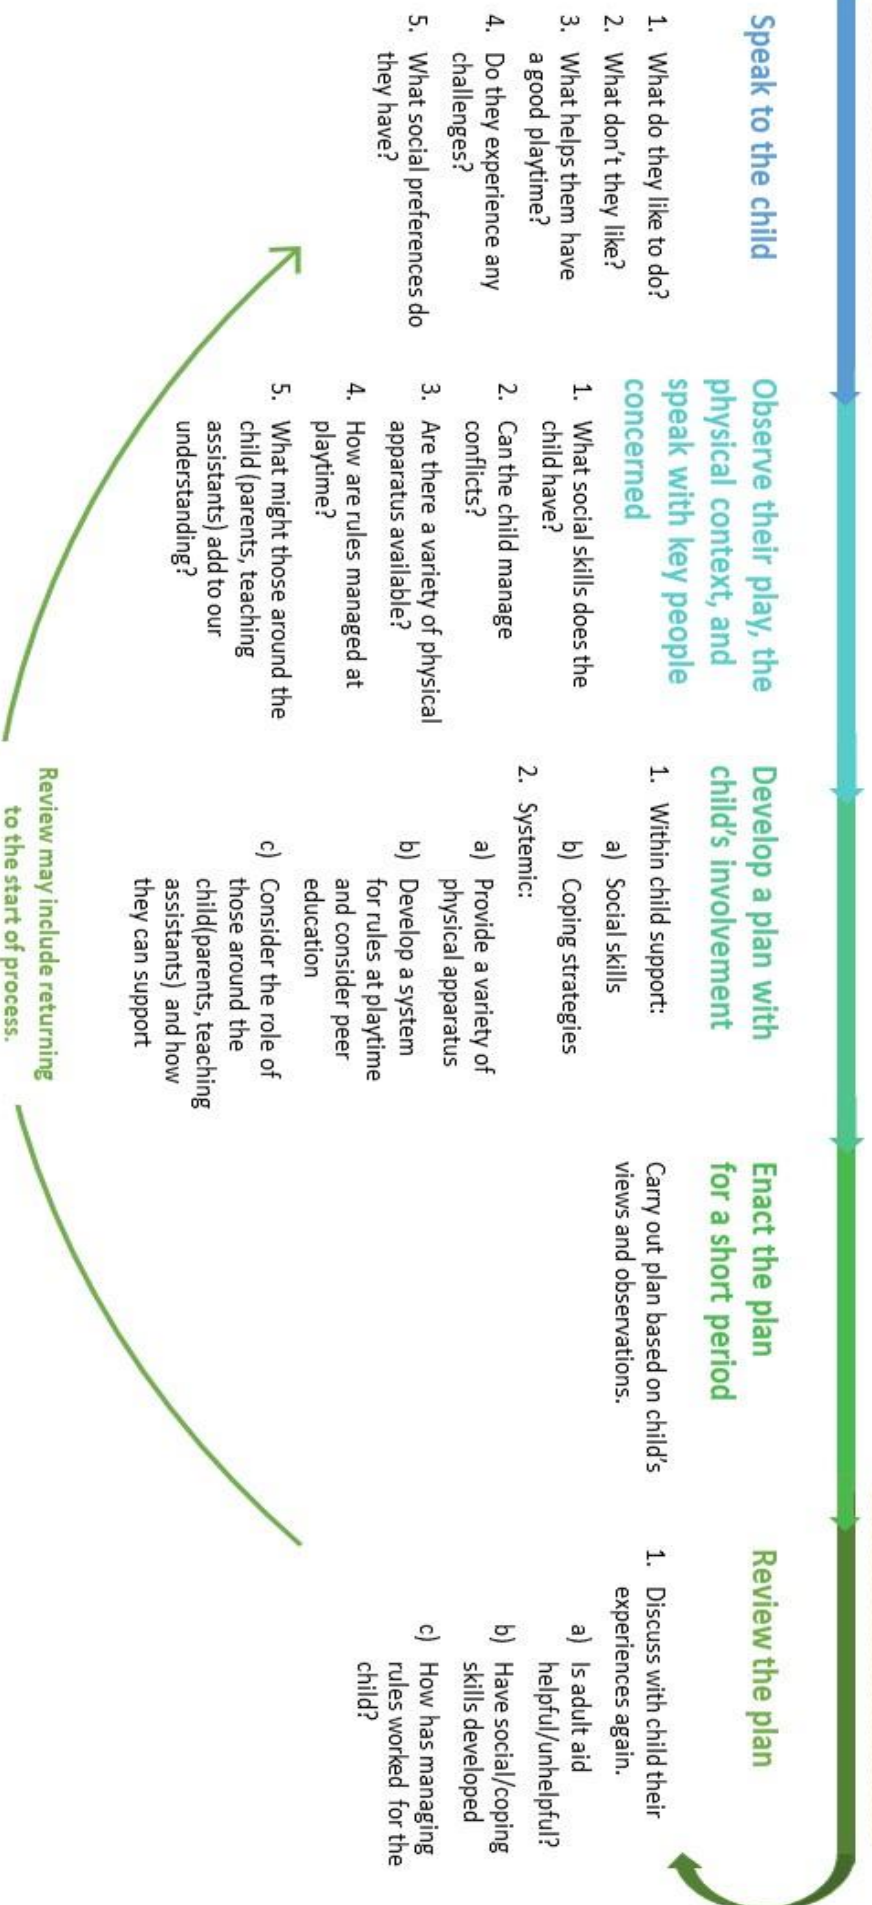 Speak to the child
1. What do they like to do?
2. What don't they like?
3. What helps them have
a good playtime?
4. Do they experience any
challenges?
5. What social preferences do
they have?
Observe their play, the
physical context, and
speak with key people
concerned
1. What social skills does the
child have?
2. Can the child manage
conflicts?
3. Are there a variety of physical
apparatus available?
4. How are rules managed at
playtime?
5. What might those around the
child (parents, teaching
assistants) add to our
understanding?
Develop a plan with
child's involvement
1. Within child support:
a) Social skills
b) Coping strategies
2. Systemic:
a) Provide a variety of
physical apparatus
b) Develop a system
for rules at playtime
and consider peer
education
c) Consider the role of
those around the
child(parents, teaching
assistants) and how
they can support
Enact the plan
for a short period
Carry out plan based on child's
views and observations.
Review the plan
1. Discuss with child their
experiences again.
a) Is adult aid
helpful/unhelpful?
b) Have social/coping
skills developed
c) How has managing
rules worked for the
child?
Review may include returning
to the start of process.